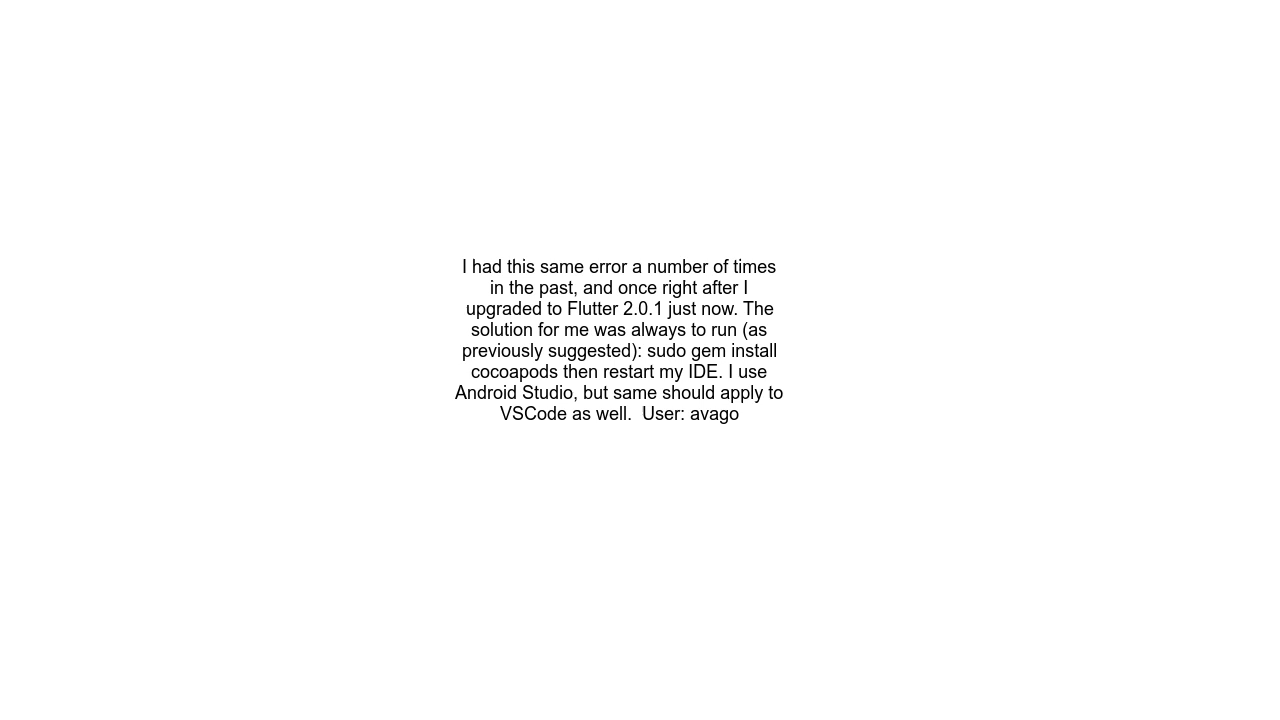 I had this same error a number of times
in the past, and once right after I
upgraded to Flutter 2.0.1 just now. The
solution for me was always to run (as
previously suggested): sudo gem install
cocoapods then restart my IDE. I use
Android Studio, but same should apply to
VSCode as well.  User: avago